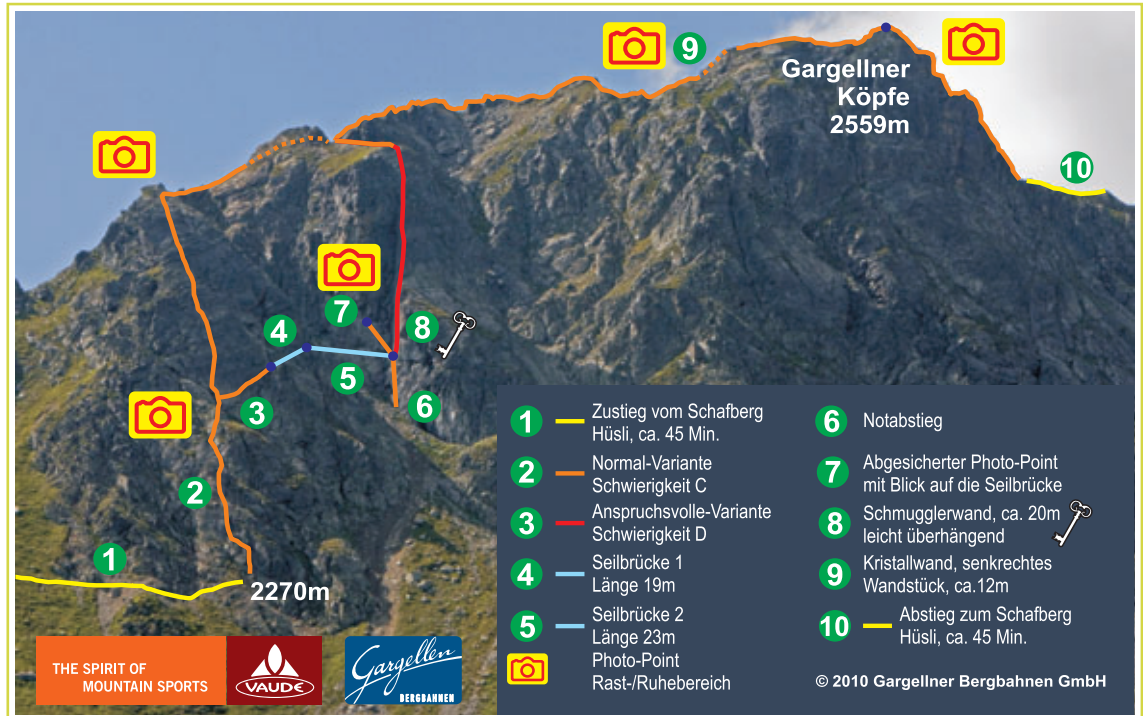 9
Gargellner
Köpfe
2559m
10
7
4
8
5
3
6
2
1
2270m
1 Zustieg vom Schafberg
Hüsli, ca. 45 Min.
2 Normal-Variante
Schwierigkeit C
3 Anspruchsvolle-Variante
Schwierigkeit D
4 Seilbrücke 1
Länge 19m
5 Seilbrücke 2
Länge 23m
Photo-Point
Rast-/Ruhebereich
6 Notabstieg
7 Abgesicherter Photo-Point
mit Blick auf die Seilbrücke
8 Schmugglerwand, ca. 20m
leicht überhängend
9 Kristallwand, senkrechtes
Wandstück, ca.12m
10 Abstieg zum Schafberg
Hüsli, ca. 45 Min.
© 2010 Gargellner Bergbahnen GmbH
THE SPIRIT OF
MOUNTAIN SPORTS
VAUDE
Gargellen
BERGBAHNEN